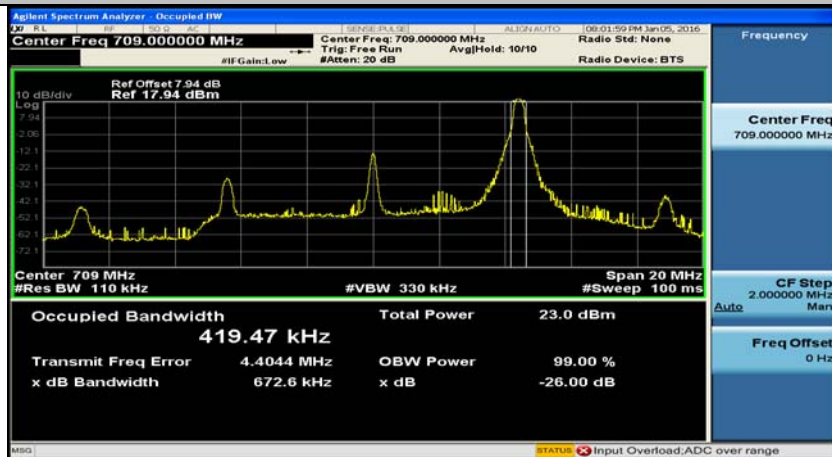 Agilent Spectrum Analyzer - Occupied BW
LXI RL RF 50 Ω AC SENSE:PULSE ALIGN AUTO 08:01:59 PM Jan 05, 2016
Center Freq 709.000000 MHz Center Freq: 709.000000 MHz Radio Std: None
Trig: Free Run Avg|Hold: 10/10
#IFGain:Low #Atten: 20 dB Radio Device: BTS
Frequency
Ref Offset 7.94 dB
10 dB/div Ref 17.94 dBm
Log
7.94
-2.06
-12.1
-22.1
-32.1
-42.1
-52.1
-62.1
-72.1
Center Freq
709.000000 MHz
Center 709 MHz Span 20 MHz
#Res BW 110 kHz #VBW 330 kHz #Sweep 100 ms
CF Step
2.000000 MHz
Auto Man
Occupied Bandwidth Total Power 23.0 dBm
419.47 kHz
Transmit Freq Error 4.4044 MHz OBW Power 99.00 %
x dB Bandwidth 672.6 kHz x dB -26.00 dB
Freq Offset
0 Hz
MSG STATUS Input Overload;ADC over range